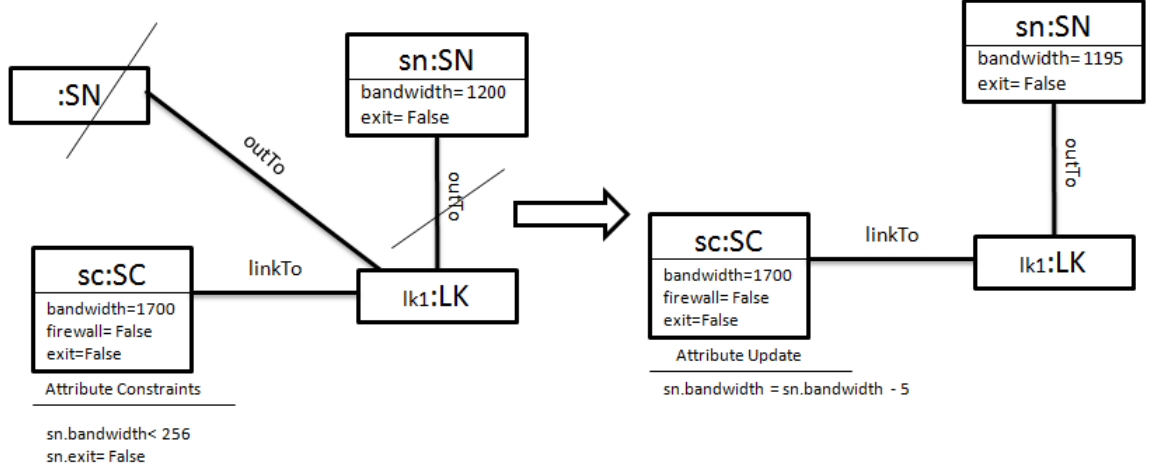 :SN
sn:SN
bandwidth= 1200
exit= False
outTo
outTo
sc:SC
bandwidth=1700
firewall= False
exit=False
linkTo
lk1:LK
Attribute Constraints
sn.bandwidth< 256
sn.exit= False
sn:SN
bandwidth= 1195
exit= False
outTo
sc:SC
bandwidth=1700
firewall= False
exit=False
linkTo
lk1:LK
Attribute Update
sn.bandwidth = sn.bandwidth - 5